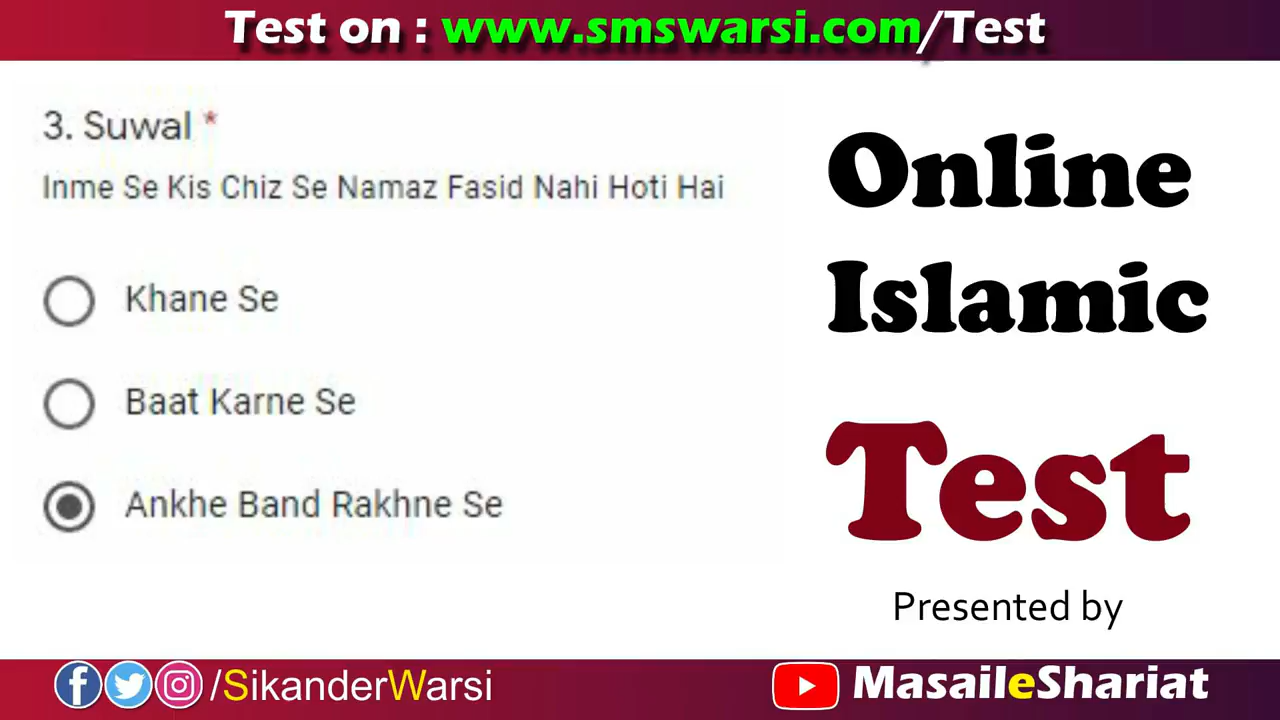 Test on : www.smswarsi.com/Test
3. Suwal *
Inme Se Kis Chiz Se Namaz Fasid Nahi Hoti Hai
Khane Se
Baat Karne Se
Ankhe Band Rakhne Se
Online
Islamic
Test
Presented by
/SikanderWarsi
MasaileShariat